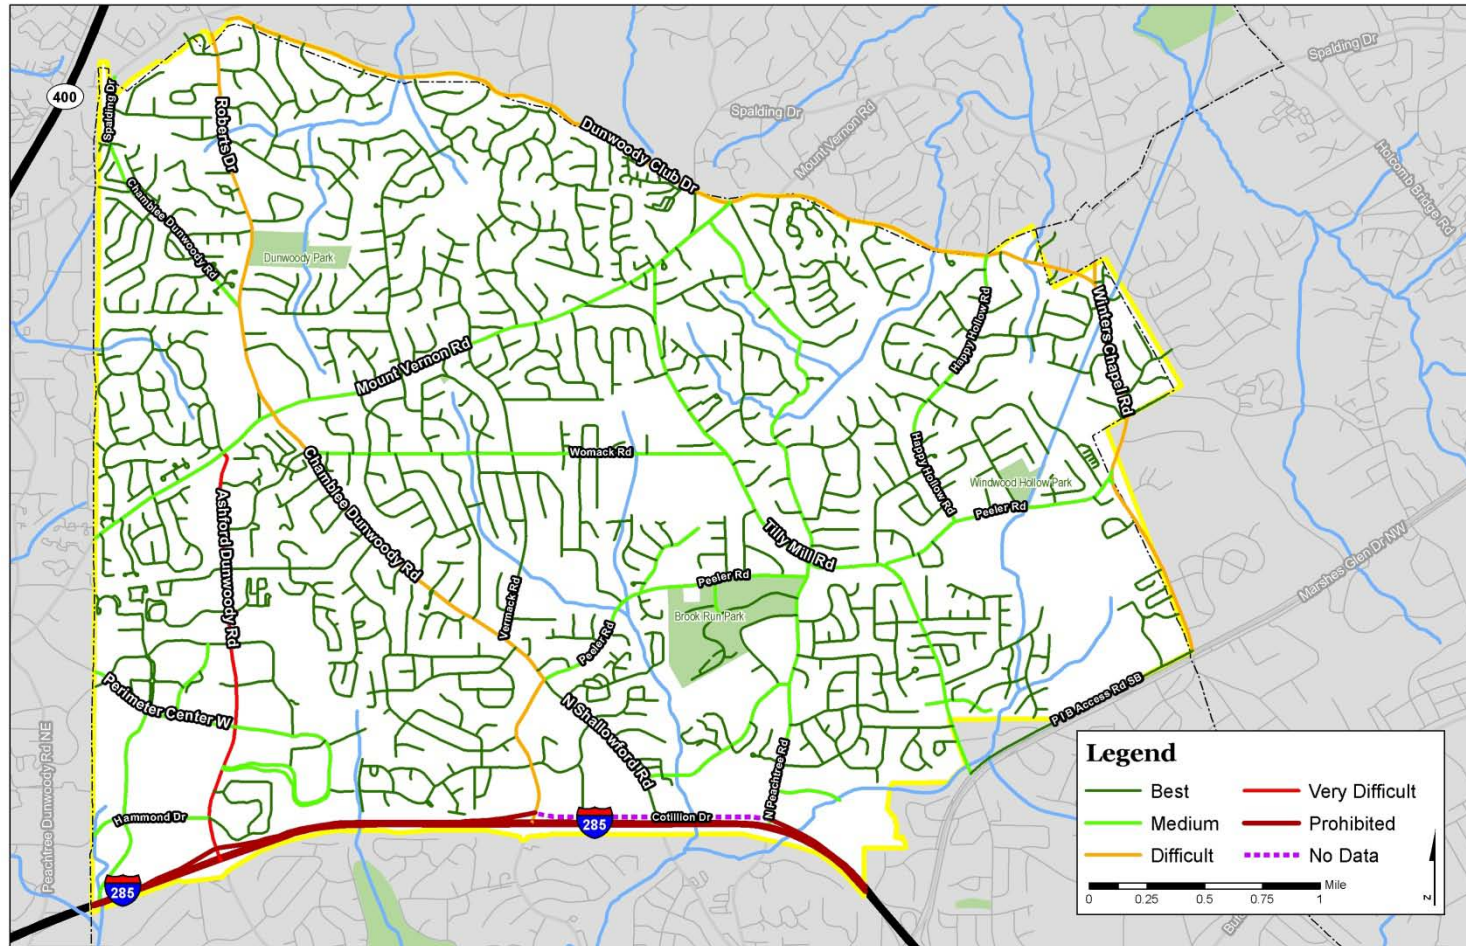 400
Spalding Dr
Roberts Dr
Chamblee Dunwoody Rd
Dunwoody Park
Dunwoody Club Dr
Spalding Dr
Mount Vernon Rd
Spalding Dr
Holcomb Bridge Rd
Mount Vernon Rd
Happy Hollow Rd
Winters Chapel Rd
Womack Rd
Happy Hollow Rd
Windwood Hollow Park
Peeler Rd
Ashford Dunwoody Rd
Chamblee Dunwoody Rd
Tilly Mill Rd
Marshes Glen Dr NW
Vermack Rd
Peeler Rd
Brook Run Park
Peeler Rd
Perimeter Center W
N Shallowford Rd
P I B Access Rd SB
Peachtree Dunwoody Rd NE
N Peachtree Rd
Hammond Dr
285
Cotillion Dr
285
Legend
Best
Very Difficult
Medium
Prohibited
Difficult
No Data
Mile
0 0.25 0.5 0.75 1
Z